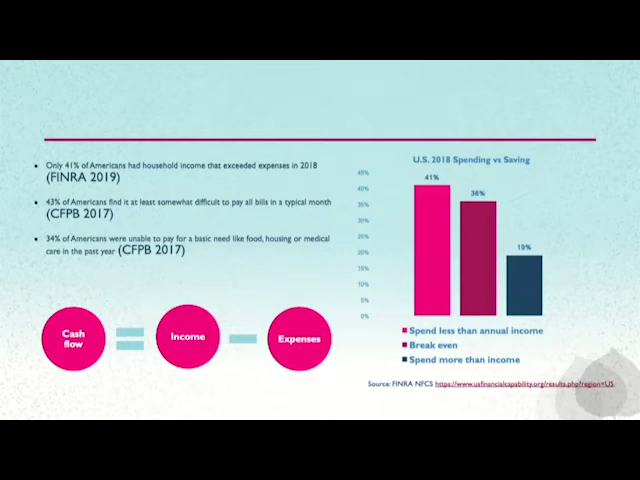 Only 41% of Americans had household income that exceeded expenses in 2018
(FINRA 2019)
43% of Americans find it at least somewhat difficult to pay all bills in a typical month
(CFPB 2017)
34% of Americans were unable to pay for a basic need like food, housing or medical
care in the past year (CFPB 2017)
Cash
flow
Income
Expenses
U.S. 2018 Spending vs Saving
45%
40%
35%
30%
25%
20%
15%
10%
5%
0%
41%
36%
19%
Spend less than annual income
Break even
Spend more than income
Source: FINRA NFCS https://www.usfinancialcapability.org/results.php?region=US